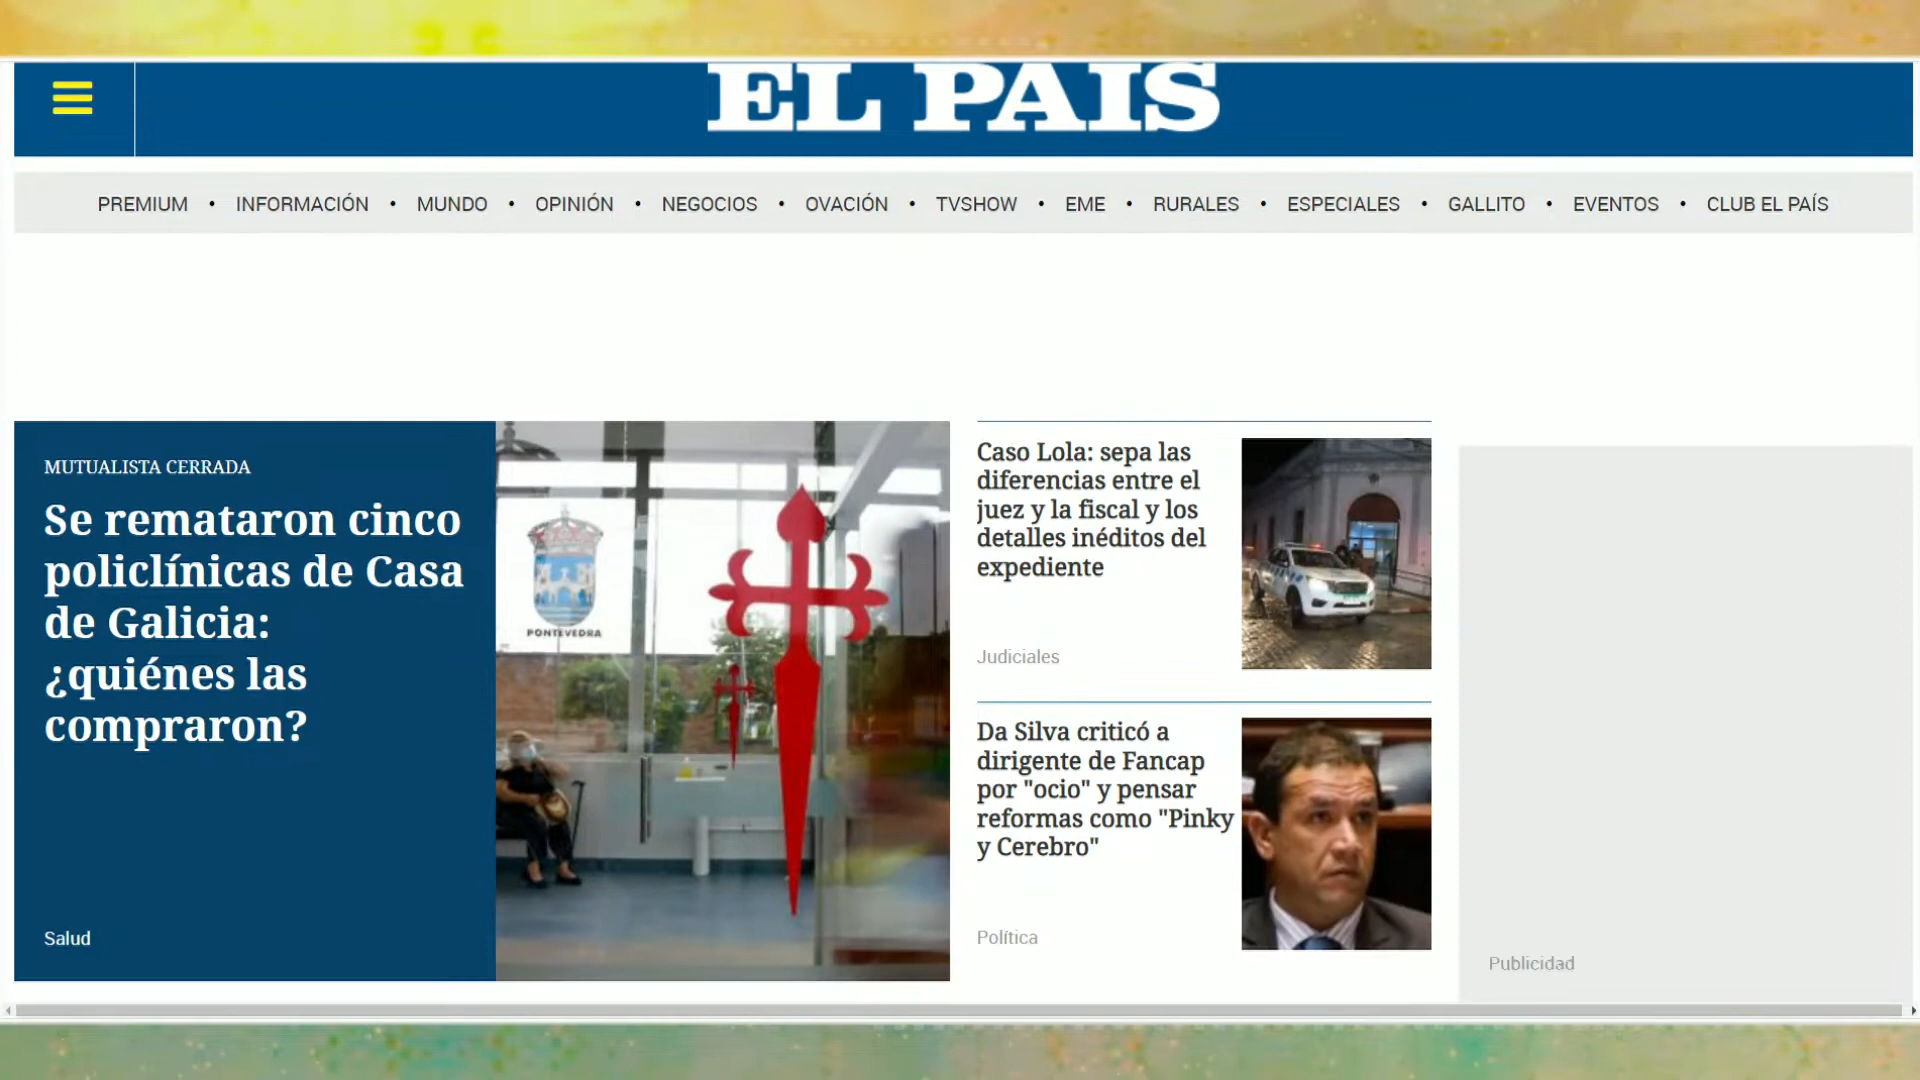 EL PAIS
PREMIUM • INFORMACIÓN • MUNDO • OPINIÓN • NEGOCIOS • OVACIÓN • TVSHOW • EME • RURALES • ESPECIALES • GALLITO • EVENTOS • CLUB EL PAÍS
MUTUALISTA CERRADA
Se remataron cinco
policlínicas de Casa
de Galicia:
¿quiénes las
compraron?
Salud
PONTEVEDRA
Caso Lola: sepa las
diferencias entre el
juez y la fiscal y los
detalles inéditos del
expediente
Judiciales
Da Silva criticó a
dirigente de Fancap
por "ocio" y pensar
reformas como "Pinky
y Cerebro"
Política
Publicidad